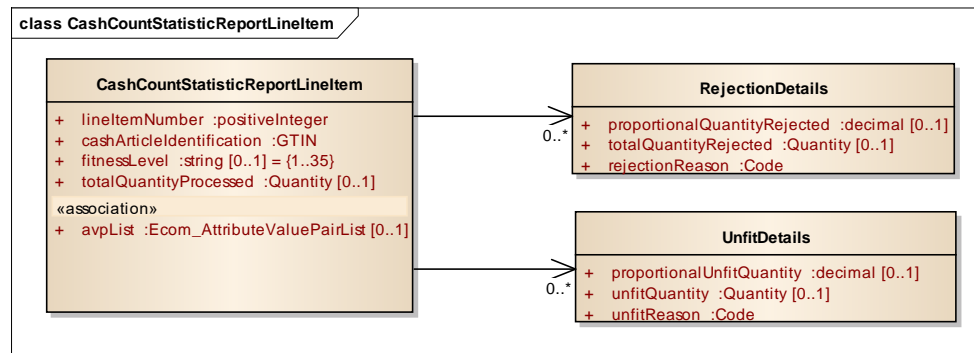 class CashCountStatisticReportLineItem
CashCountStatisticReportLineItem
+ lineItemNumber :positiveInteger
+ cashArticleIdentification :GTIN
+ fitnessLevel :string [0..1] = {1..35}
+ totalQuantityProcessed :Quantity [0..1]
«association»
+ avpList :Ecom_AttributeValuePairList [0..1]
0..*
RejectionDetails
+ proportionalQuantityRejected :decimal [0..1]
+ totalQuantityRejected :Quantity [0..1]
+ rejectionReason :Code
0..*
UnfitDetails
+ proportionalUnfitQuantity :decimal [0..1]
+ unfitQuantity :Quantity [0..1]
+ unfitReason :Code